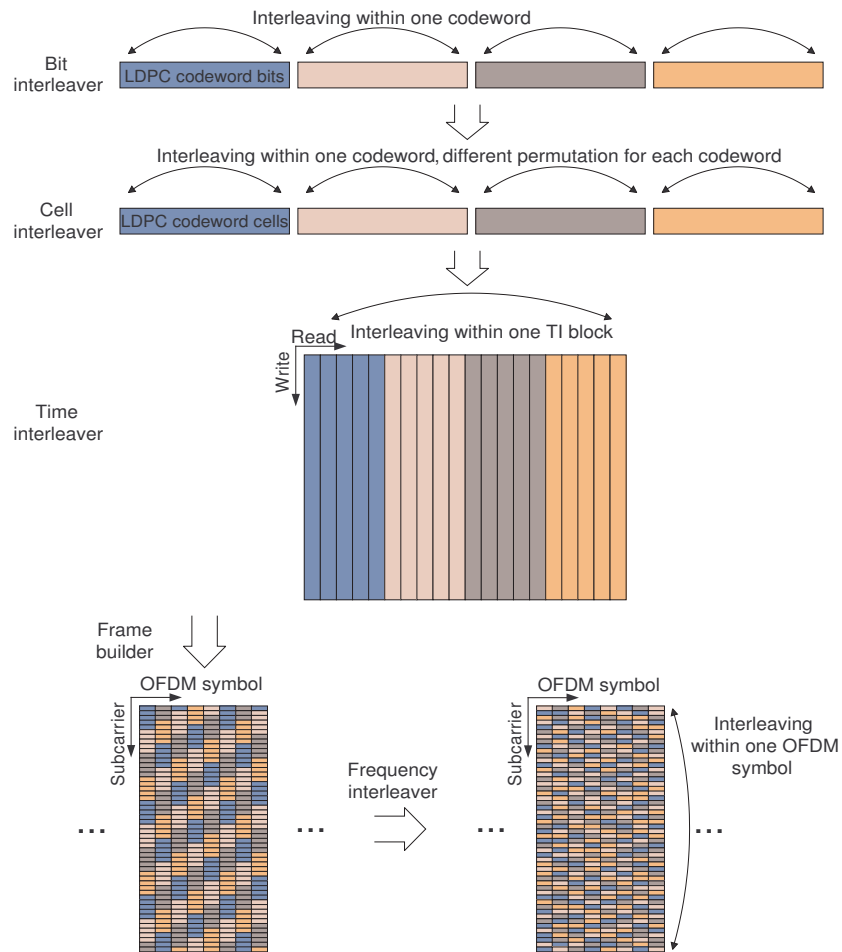 Interleaving within one codeword
Bit
interleaver
LDPC codeword bits
Interleaving within one codeword, different permutation for each codeword
Cell
interleaver
LDPC codeword cells
Read
Interleaving within one TI block
Write
Time
interleaver
Frame
builder
OFDM symbol
Subcarrier
...
...
Frequency
interleaver
OFDM symbol
Subcarrier
Interleaving
within one OFDM
symbol
...
...